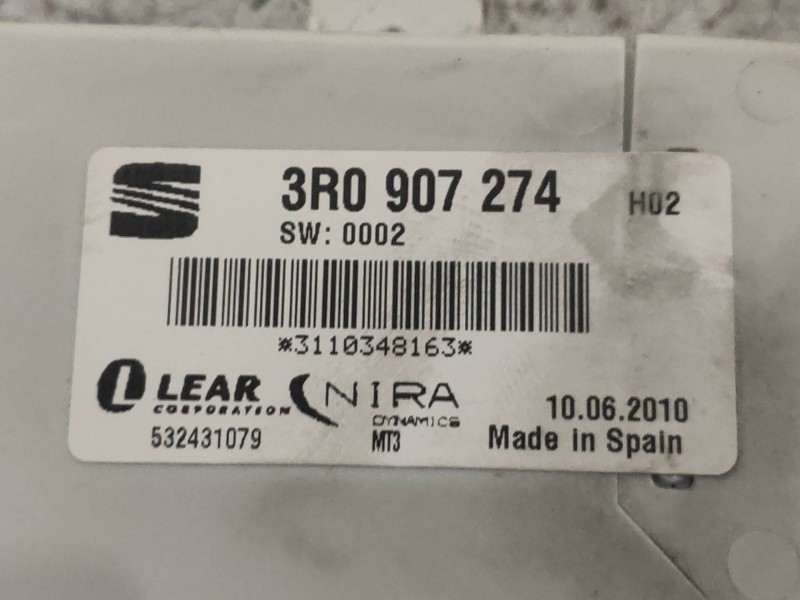 3R0 907 274 H02
SW: 0002
*3110348163*
LEAR
CORPORATION
NIRA
DYNAMICS
10.06.2010
532431079
MT3
Made in Spain